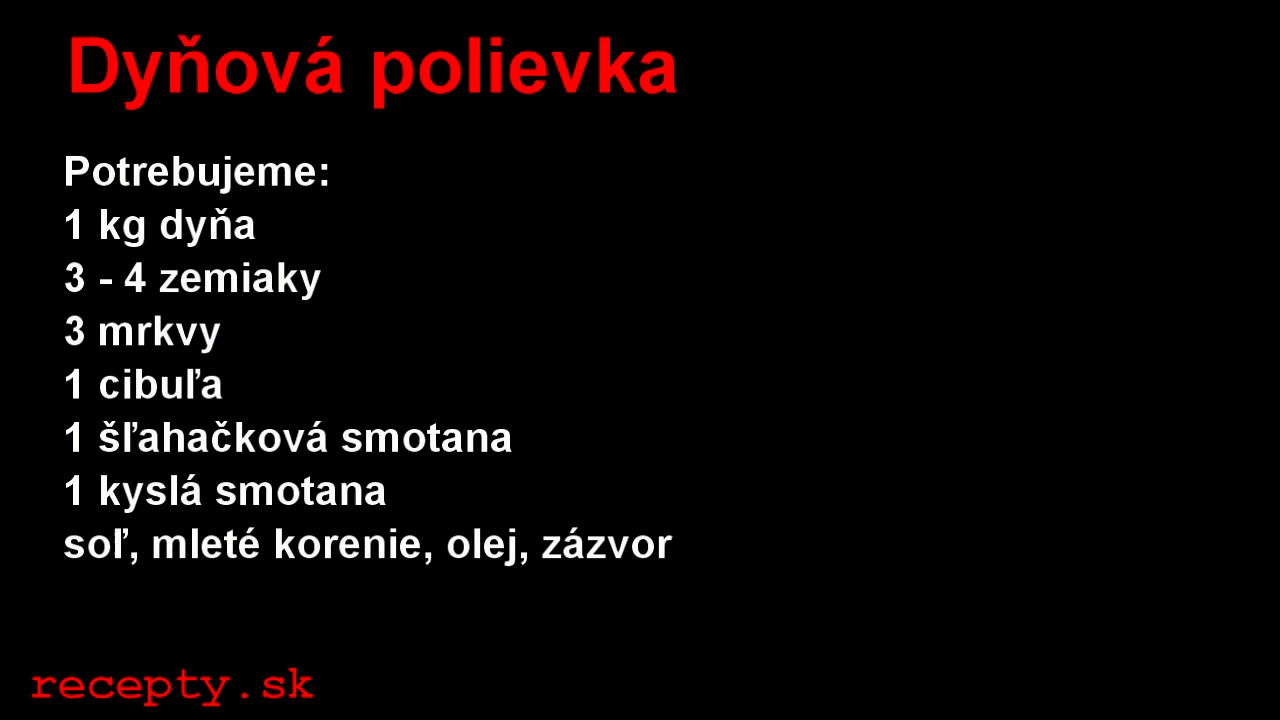 Dyňová polievka
Potrebujeme:
1 kg dyňa
3 - 4 zemiaky
3 mrkvy
1 cibuľa
1 šľahačková smotana
1 kyslá smotana
soľ, mleté korenie, olej, zázvor
recepty.sk